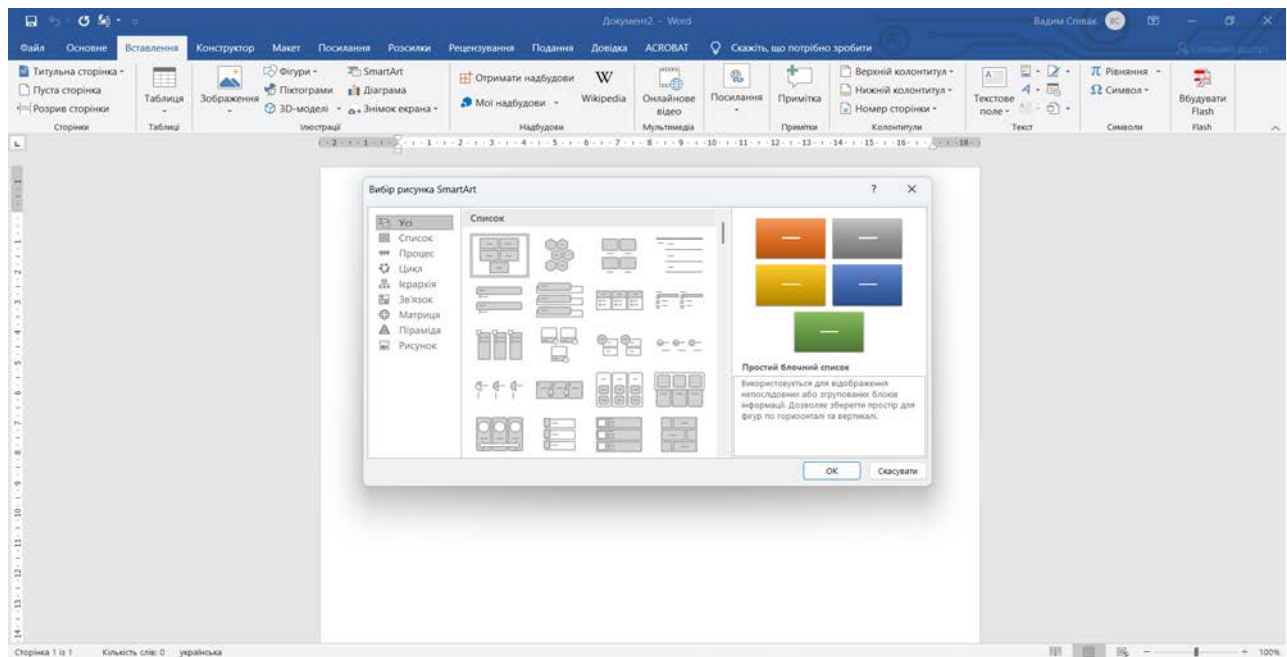 Документ2 - Word
Вадим Співак
ВС
Файл Основне Вставлення Конструктор Макет Посилання Розсилки Рецензування Подання Довідка ACROBAT Скажіть, що потрібно зробити
Титульна сторінка
Пуста сторінка
Розрив сторінки
Сторінки
Таблиця
Таблиці
Зображення
Фігури
Піктограми
3D-моделі
SmartArt
Діаграма
Знімок екрана
Ілюстрації
Отримати надбудови
Мої надбудови
Wikipedia
Надбудови
Онлайнове
відео
Мультимедіа
Посилання
Примітка
Примітки
Верхній колонтитул
Нижній колонтитул
Номер сторінки
Колонтитули
Текстове
поле
Текст
Рівняння
Символ
Символи
Вбудувати
Flash
Flash
Вибір рисунка SmartArt
Усі
Список
Процес
Цикл
Ієрархія
Зв'язок
Матриця
Піраміда
Рисунок
Список
Простий блочний список
Використовується для відображення
непослідовних або згрупованих блоків
інформації. Дозволяє зберегти простір для
фігур по горизонталі та вертикалі.
ОК Скасувати
Сторінка 1 із 1 Кількість слів: 0 українська
100%